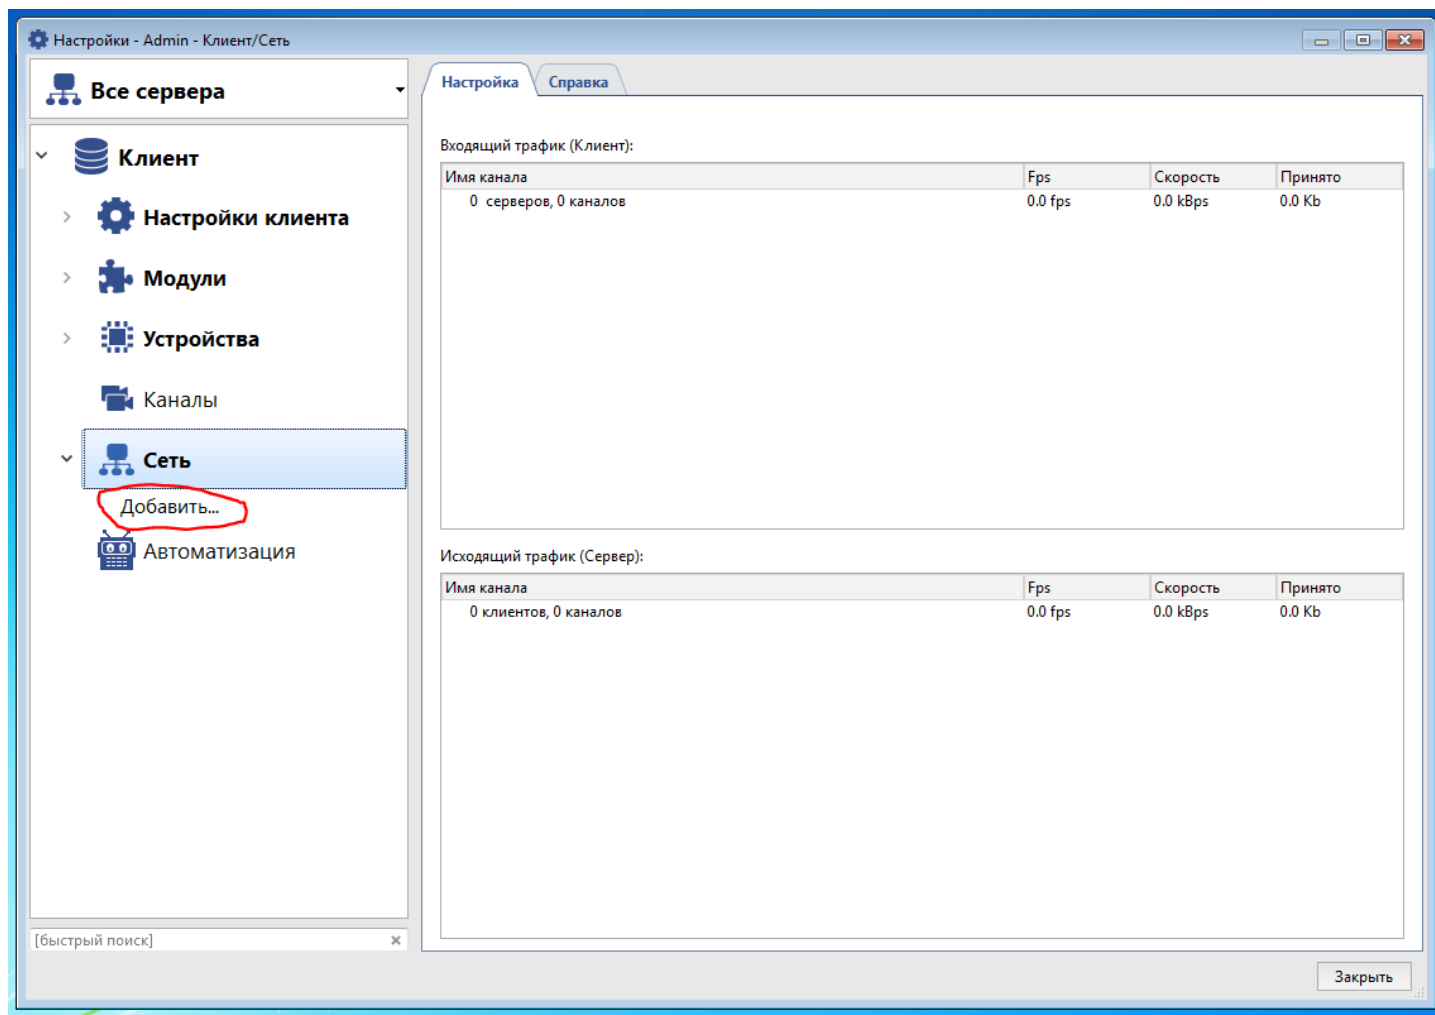 Настройки - Admin - Клиент/Сеть
Все сервера
Клиент
Настройки клиента
Модули
Устройства
Каналы
Сеть
Добавить...
Автоматизация
[быстрый поиск]
Настройка Справка
Входящий трафик (Клиент):
Имя канала Fps Скорость Принято
0 серверов, 0 каналов 0.0 fps 0.0 kBps 0.0 Kb
Исходящий трафик (Сервер):
Имя канала Fps Скорость Принято
0 клиентов, 0 каналов 0.0 fps 0.0 kBps 0.0 Kb
Закрыть